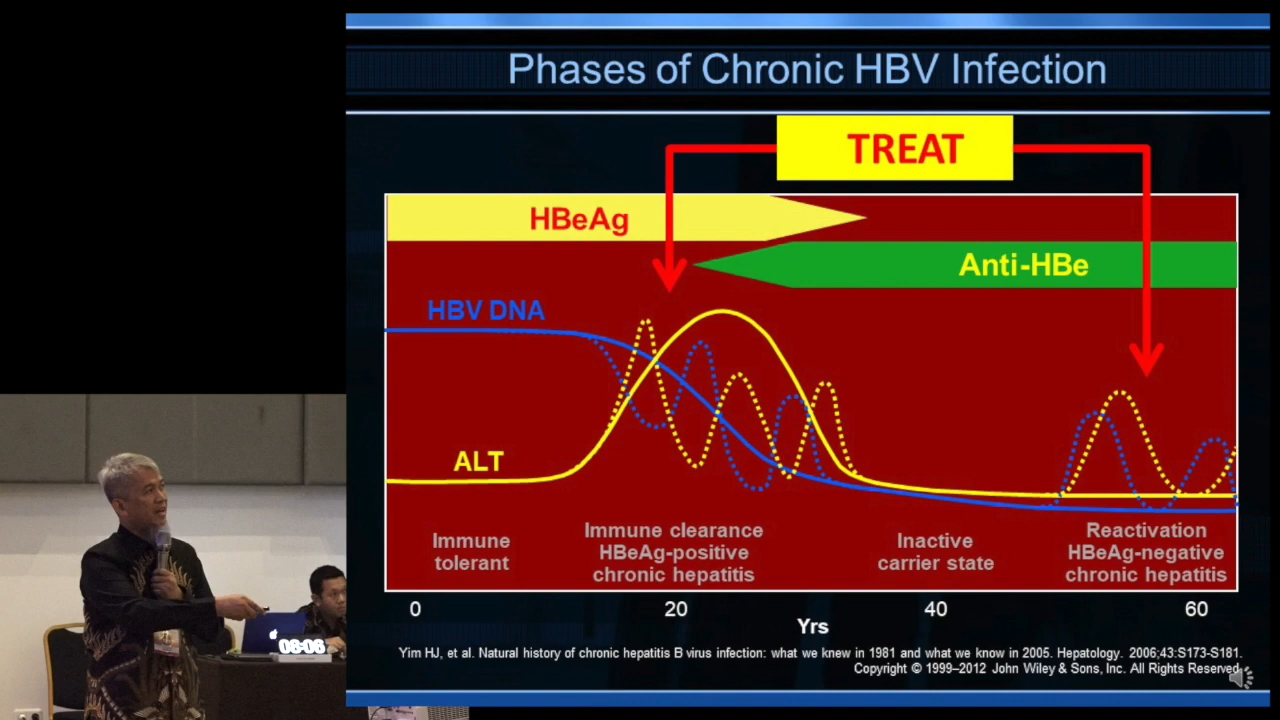 Phases of Chronic HBV Infection
TREAT
HBeAg
Anti-HBe
HBV DNA
ALT
Immune
tolerant
Immune clearance
HBeAg-positive
chronic hepatitis
Inactive
carrier state
Reactivation
HBeAg-negative
chronic hepatitis
0
20
40
60
Yrs
Yim HJ, et al. Natural history of chronic hepatitis B virus infection: what we knew in 1981 and what we know in 2005. Hepatology. 2006;43:S173-S181.
Copyright © 1999–2012 John Wiley & Sons, Inc. All Rights Reserved.
08:08